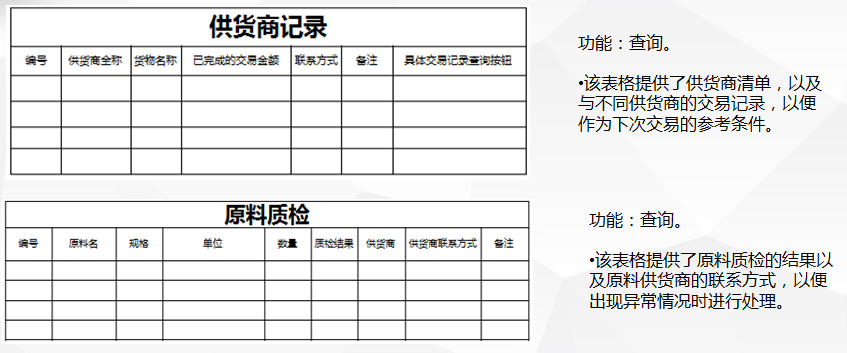 供货商记录
编号 供货商全称 货物名称 已完成的交易金额 联系方式 备注 具体交易记录查询按钮
功能：查询。
•该表格提供了供货商清单，以及
与不同供货商的交易记录，以便
作为下次交易的参考条件。
原料质检
编号 原料名 规格 单位 数量 质检结果 供货商 供货商联系方式 备注
功能：查询。
•该表格提供了原料质检的结果以
及原料供货商的联系方式，以便
出现异常情况时进行处理。